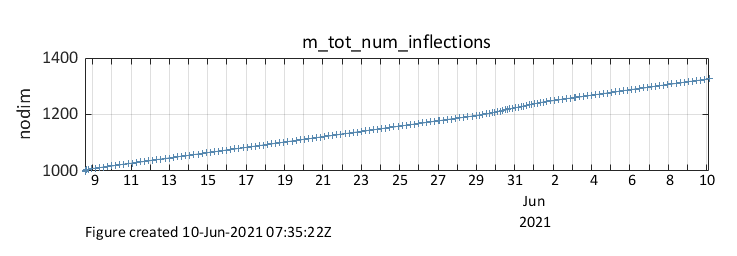 m_tot_num_inflections
nodim
1400
1200
1000
9 11 13 15 17 19 21 23 25 27 29 31 2 4 6 8 10
Jun
2021
Figure created 10-Jun-2021 07:35:22Z